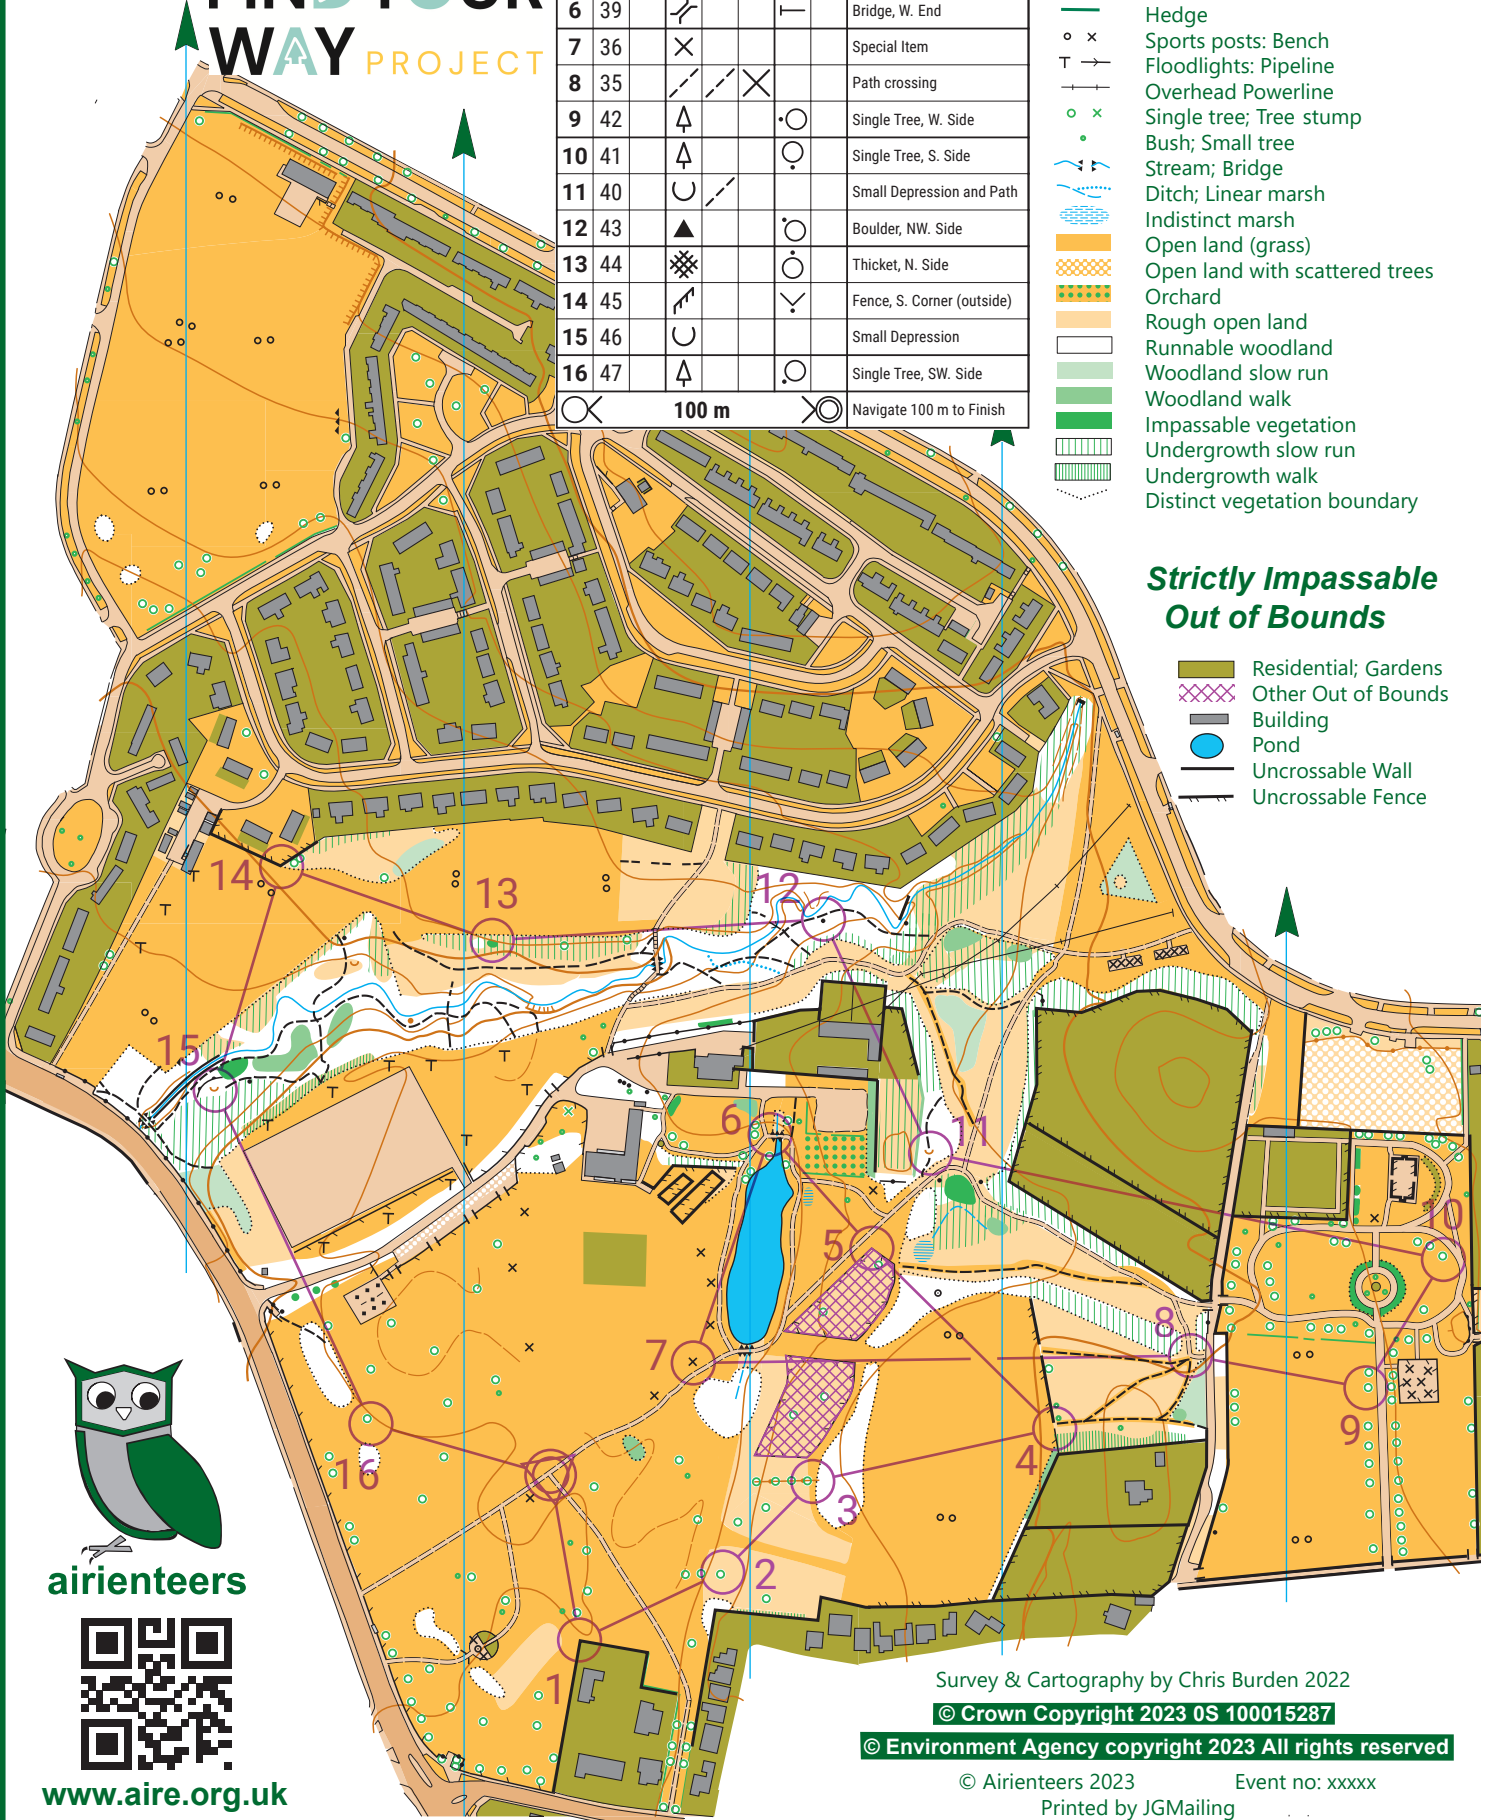 FIND YOUR
WAY PROJECT
6 39 Bridge, W. End
7 36 Special Item
8 35 Path crossing
9 42 Single Tree, W. Side
10 41 Single Tree, S. Side
11 40 Small Depression and Path
12 43 Boulder, NW. Side
13 44 Thicket, N. Side
14 45 Fence, S. Corner (outside)
15 46 Small Depression
16 47 Single Tree, SW. Side
100 m Navigate 100 m to Finish
Hedge
Sports posts: Bench
Floodlights: Pipeline
Overhead Powerline
Single tree; Tree stump
Bush; Small tree
Stream; Bridge
Ditch; Linear marsh
Indistinct marsh
Open land (grass)
Open land with scattered trees
Orchard
Rough open land
Runnable woodland
Woodland slow run
Woodland walk
Impassable vegetation
Undergrowth slow run
Undergrowth walk
Distinct vegetation boundary
Strictly Impassable
Out of Bounds
Residential; Gardens
Other Out of Bounds
Building
Pond
Uncrossable Wall
Uncrossable Fence
14
13
12
15
6
11
10
5
7
8
9
4
16
3
2
1
airienteers
www.aire.org.uk
Survey & Cartography by Chris Burden 2022
© Crown Copyright 2023 0S 100015287
© Environment Agency copyright 2023 All rights reserved
© Airienteers 2023 Event no: xxxxx
Printed by JGMailing